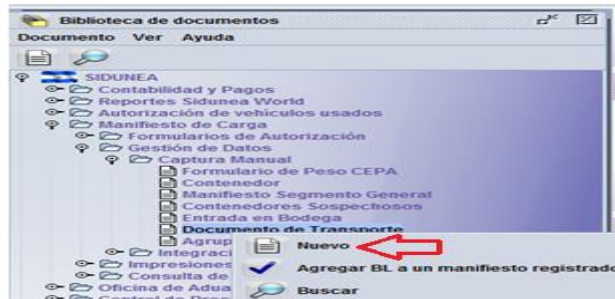 Biblioteca de documentos
Documento Ver Ayuda
SIDUNEA
Contabilidad y Pagos
Reportes Sidunea World
Autorización de vehiculos usados
Manifiesto de Carga
Formularios de Autorización
Gestión de Datos
Captura Manual
Formulario de Peso CEPA
Contenedor
Manifiesto Segmento General
Contenedores Sospechosos
Entrada en Bodega
Documento de Transporte
Agrup
Nuevo
Integraci
Impresiones
Agregar BL a un manifiesto registrado
Consulta de
Oficina de Adua
Buscar